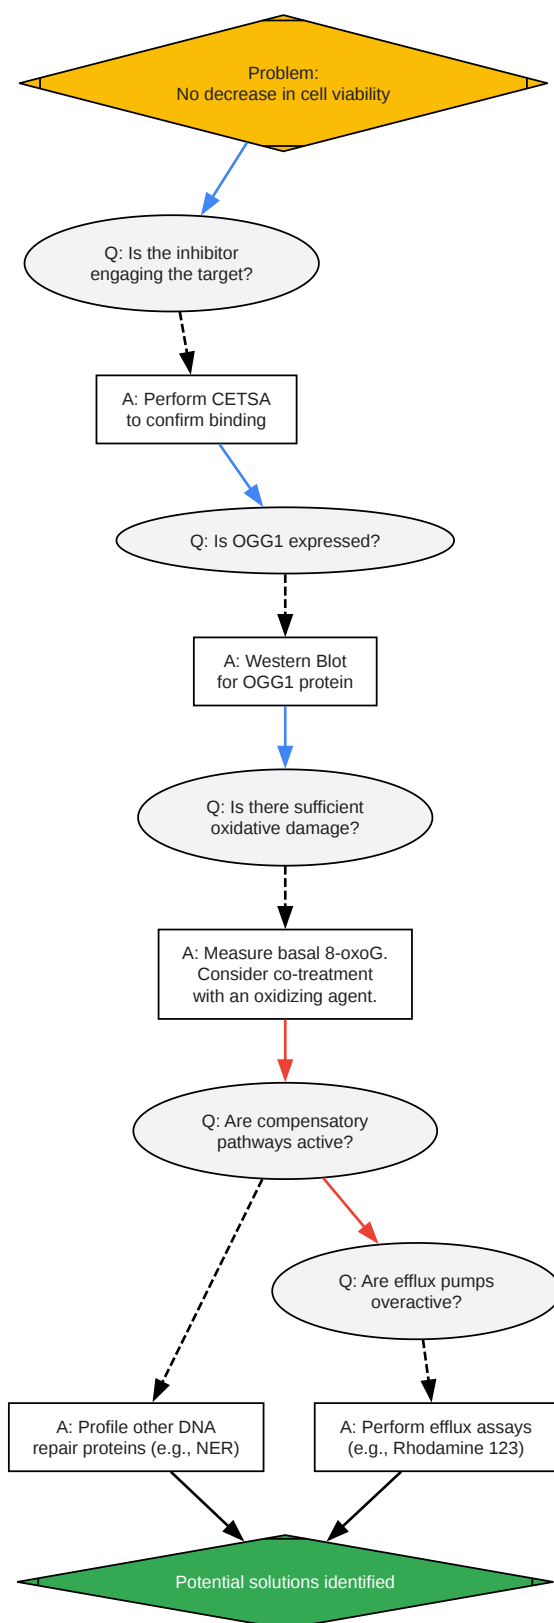 Problem:
No decrease in cell viability
Q: Is the inhibitor
engaging the target?
A: Perform CETSA
to confirm binding
Q: Is OGG1 expressed?
A: Western Blot
for OGG1 protein
Q: Is there sufficient
oxidative damage?
A: Measure basal 8-oxoG.
Consider co-treatment
with an oxidizing agent.
Q: Are compensatory
pathways active?
Q: Are efflux pumps
overactive?
A: Profile other DNA
repair proteins (e.g., NER)
A: Perform efflux assays
(e.g., Rhodamine 123)
Potential solutions identified